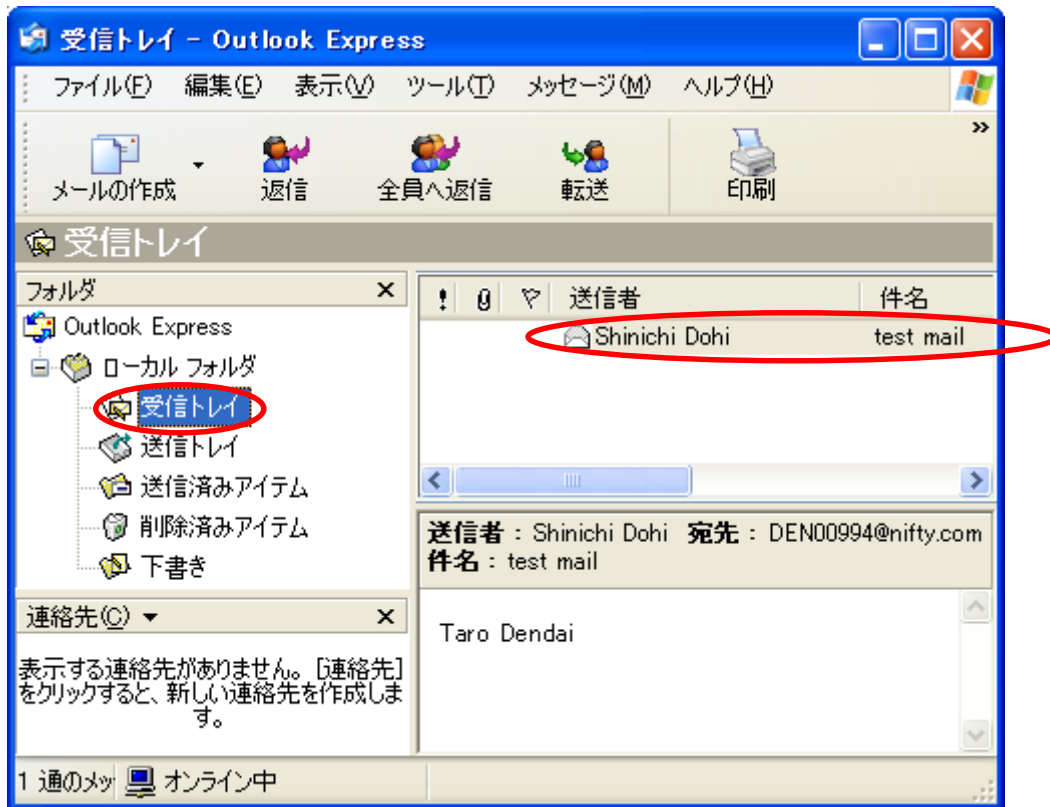 受信トレイ - Outlook Express
ファイル(F) 編集(E) 表示(V) ツール(T) メッセージ(M) ヘルプ(H)
メールの作成 返信 全員へ返信 転送 印刷
受信トレイ
フォルダ
Outlook Express
ローカル フォルダ
受信トレイ
送信トレイ
送信済みアイテム
削除済みアイテム
下書き
連絡先(C)
表示する連絡先がありません。[連絡先]
をクリックすると、新しい連絡先を作成しま
す。
送信者 件名
Shinichi Dohi test mail
送信者 : Shinichi Dohi 宛先 : DEN00994@nifty.com
件名 : test mail
Taro Dendai
1 通のメッ オンライン中